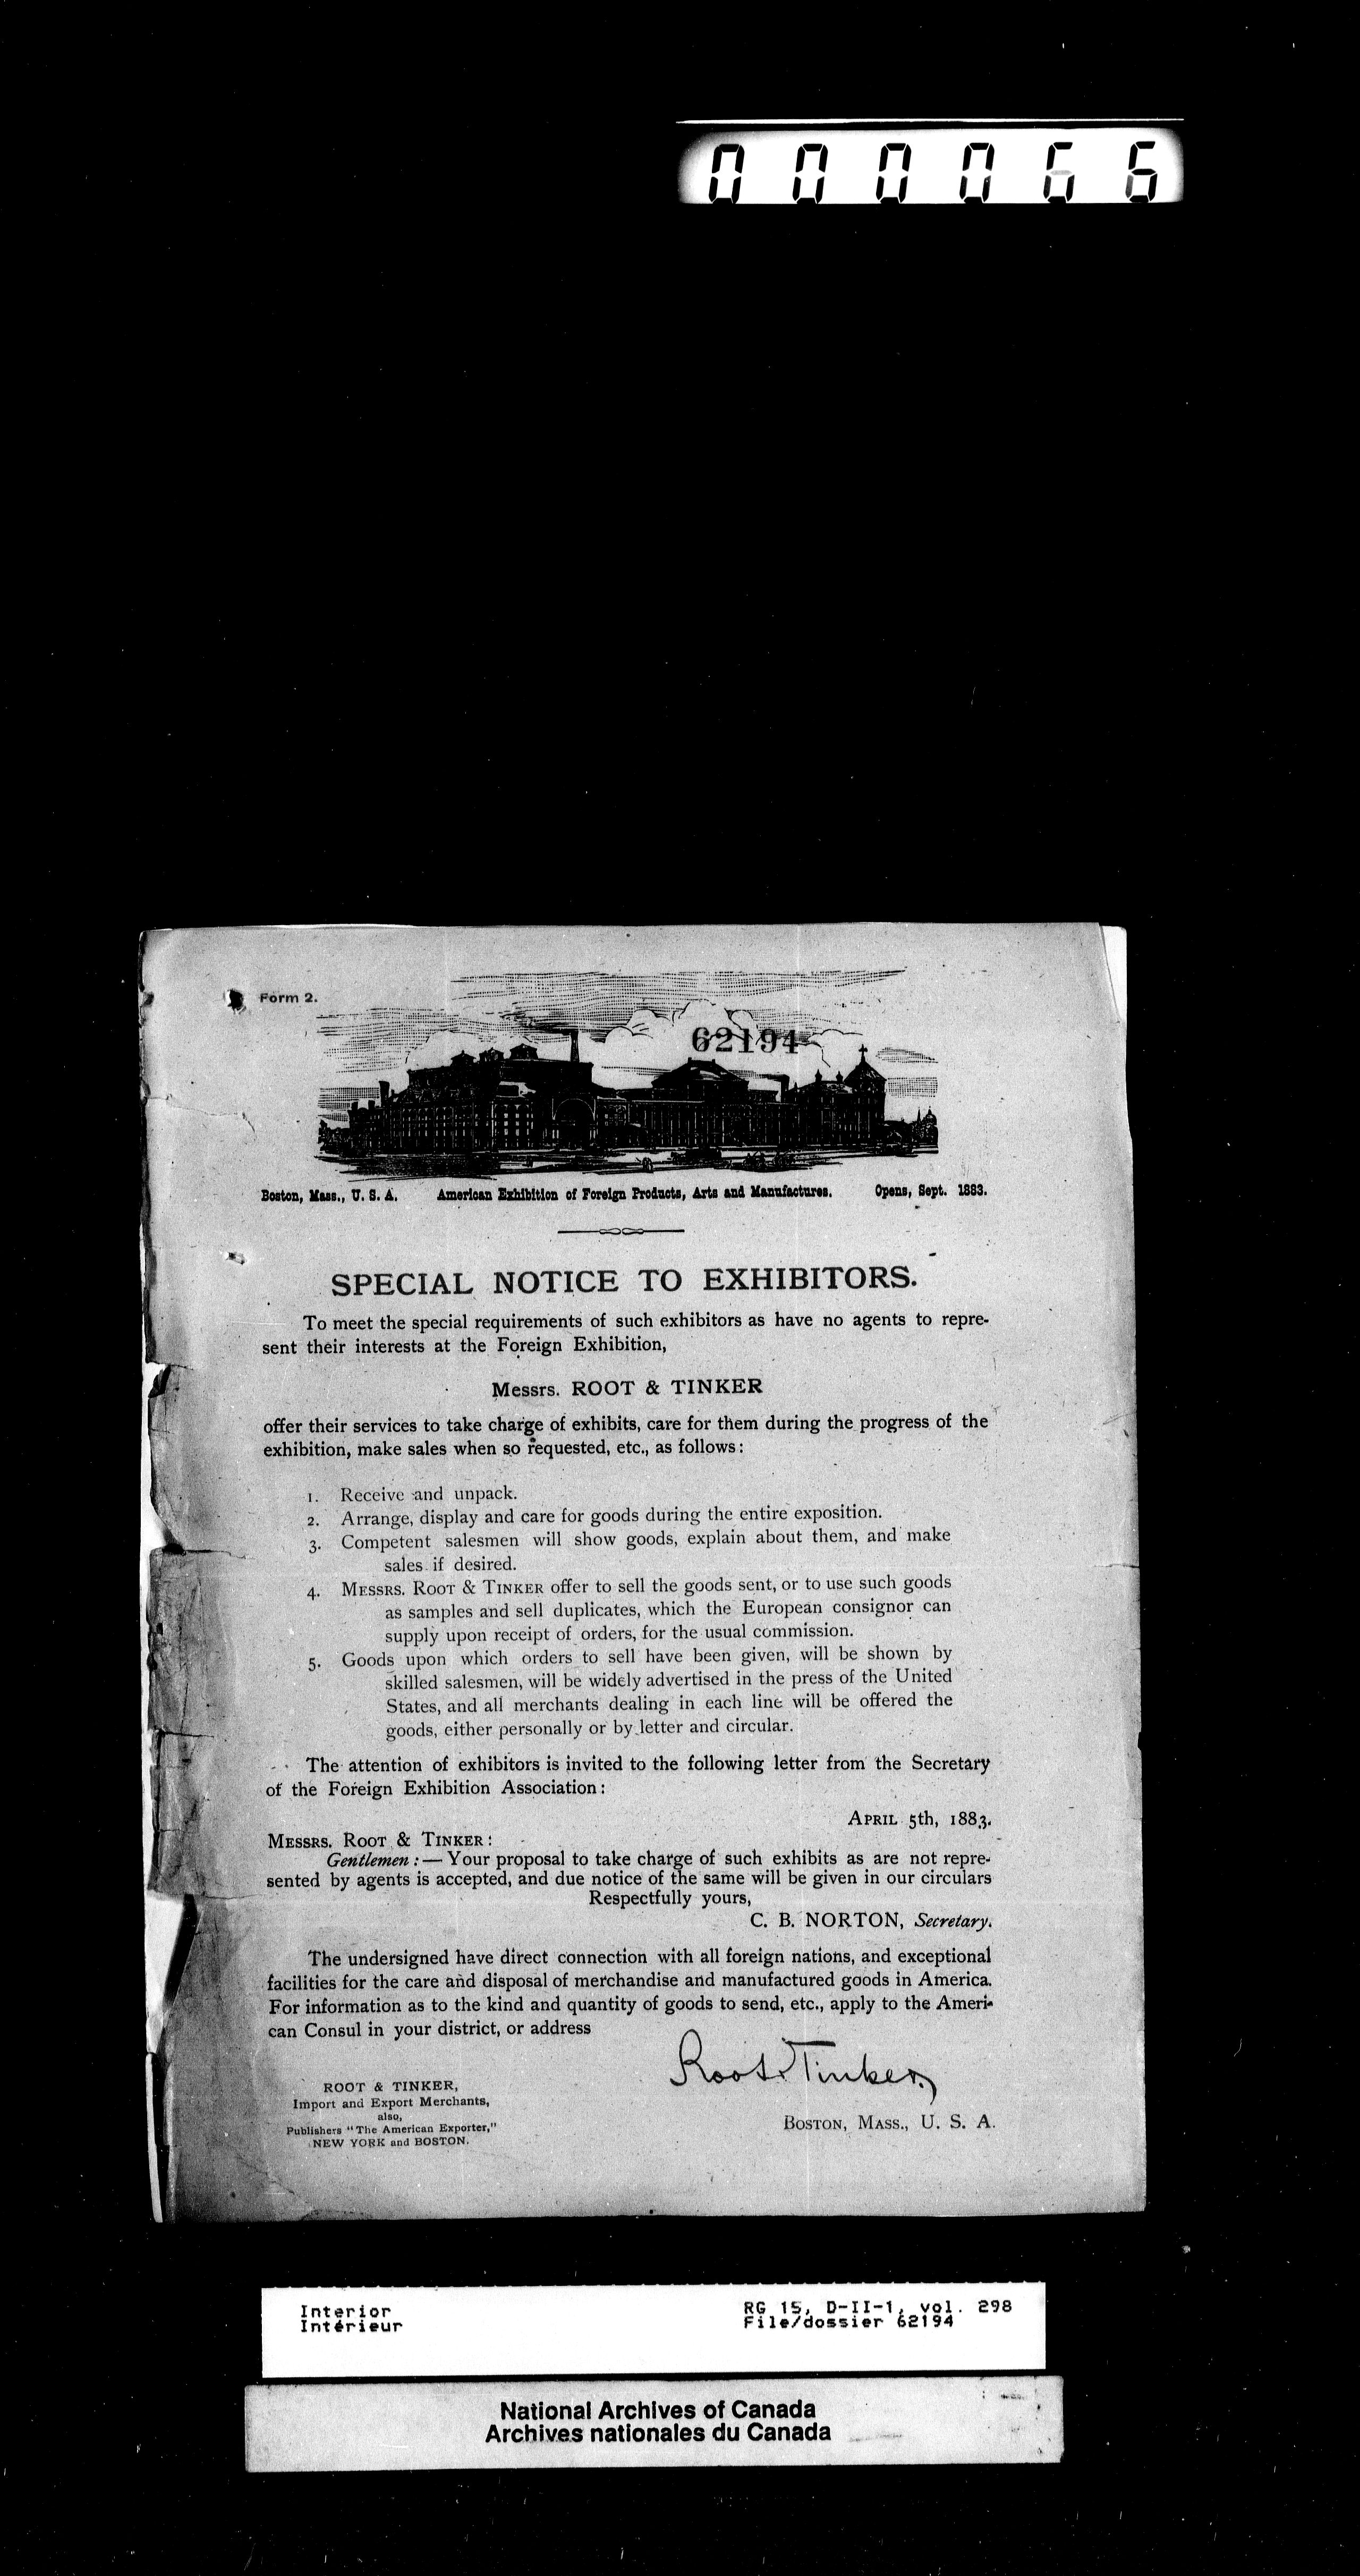 000066
Form 2.
62194
Boston, Mass., U. S. A. American Exhibition of Foreign Products, Arts and Manufactures. Opens, Sept. 1883.
SPECIAL NOTICE TO EXHIBITORS.
To meet the special requirements of such exhibitors as have no agents to repre-
sent their interests at the Foreign Exhibition,
Messrs. ROOT & TINKER
offer their services to take charge of exhibits, care for them during the progress of the
exhibition, make sales when so requested, etc., as follows:
1. Receive and unpack.
2. Arrange, display and care for goods during the entire exposition.
3. Competent salesmen will show goods, explain about them, and make
sales if desired.
4. MESSRS. ROOT & TINKER offer to sell the goods sent, or to use such goods
as samples and sell duplicates, which the European consignor can
supply upon receipt of orders, for the usual commission.
5. Goods upon which orders to sell have been given, will be shown by
skilled salesmen, will be widely advertised in the press of the United
States, and all merchants dealing in each line will be offered the
goods, either personally or by letter and circular.
The attention of exhibitors is invited to the following letter from the Secretary
of the Foreign Exhibition Association:
APRIL 5th, 1883.
MESSRS. ROOT & TINKER:
Gentlemen:— Your proposal to take charge of such exhibits as are not repre-
sented by agents is accepted, and due notice of the same will be given in our circulars
Respectfully yours,
C. B. NORTON, Secretary.
The undersigned have direct connection with all foreign nations, and exceptional
facilities for the care and disposal of merchandise and manufactured goods in America.
For information as to the kind and quantity of goods to send, etc., apply to the Ameri-
can Consul in your district, or address
Root & Tinker,
ROOT & TINKER,
Import and Export Merchants,
also,
Publishers "The American Exporter,"
NEW YORK and BOSTON.
BOSTON, MASS., U. S. A.
Interior
Intérieur
RG 15, D-II-1, vol. 298
File/dossier 62194
National Archives of Canada
Archives nationales du Canada